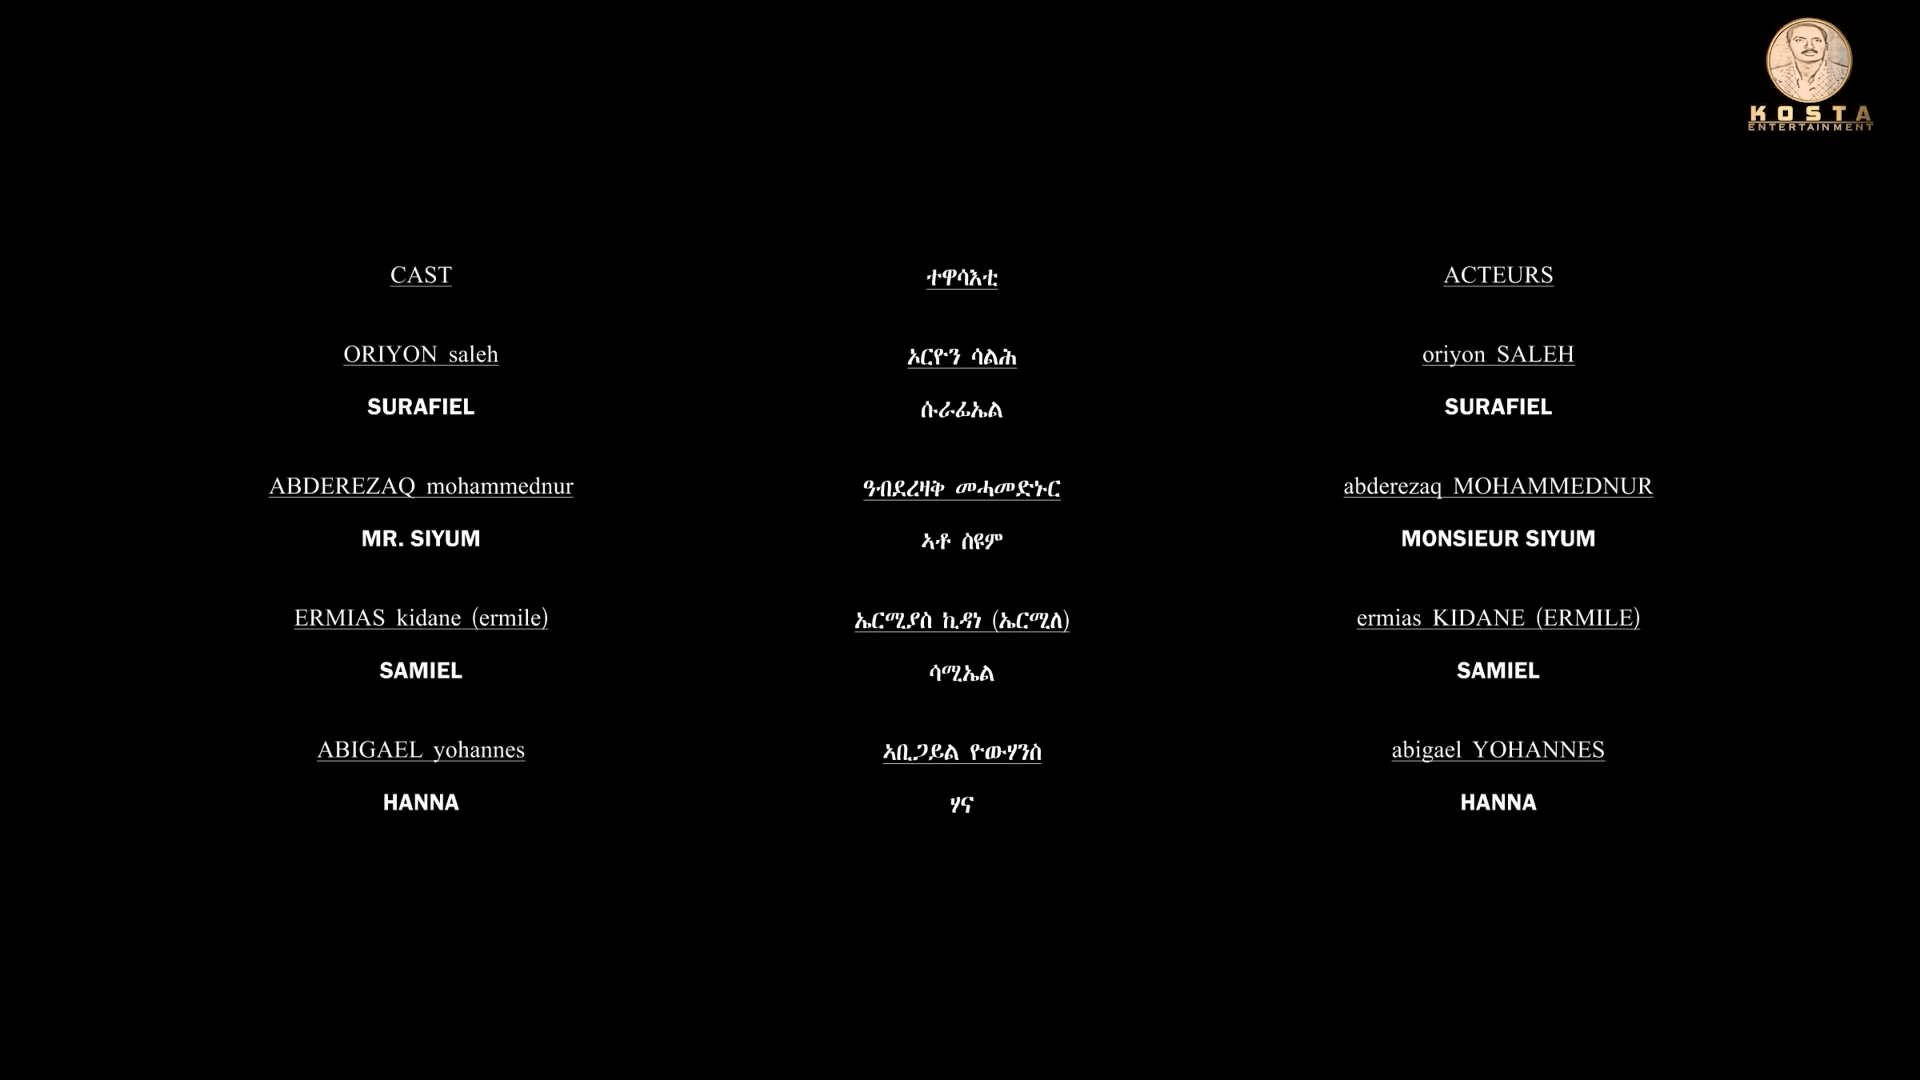 KOSTA
ENTERTAINMENT
CAST ተዋሳእቲ ACTEURS
ORIYON saleh ኦርዮን ሳልሕ oriyon SALEH
SURAFIEL ሱራፊኤል SURAFIEL
ABDEREZAQ mohammednur ዓብደረዛቅ መሓመድኑር abderezaq MOHAMMEDNUR
MR. SIYUM ኣቶ ስዩም MONSIEUR SIYUM
ERMIAS kidane (ermile) ኤርሚያስ ኪዳነ (ኤርሚለ) ermias KIDANE (ERMILE)
SAMIEL ሳሚኤል SAMIEL
ABIGAEL yohannes ኣቢጋይል ዮውሃንስ abigael YOHANNES
HANNA ሃና HANNA